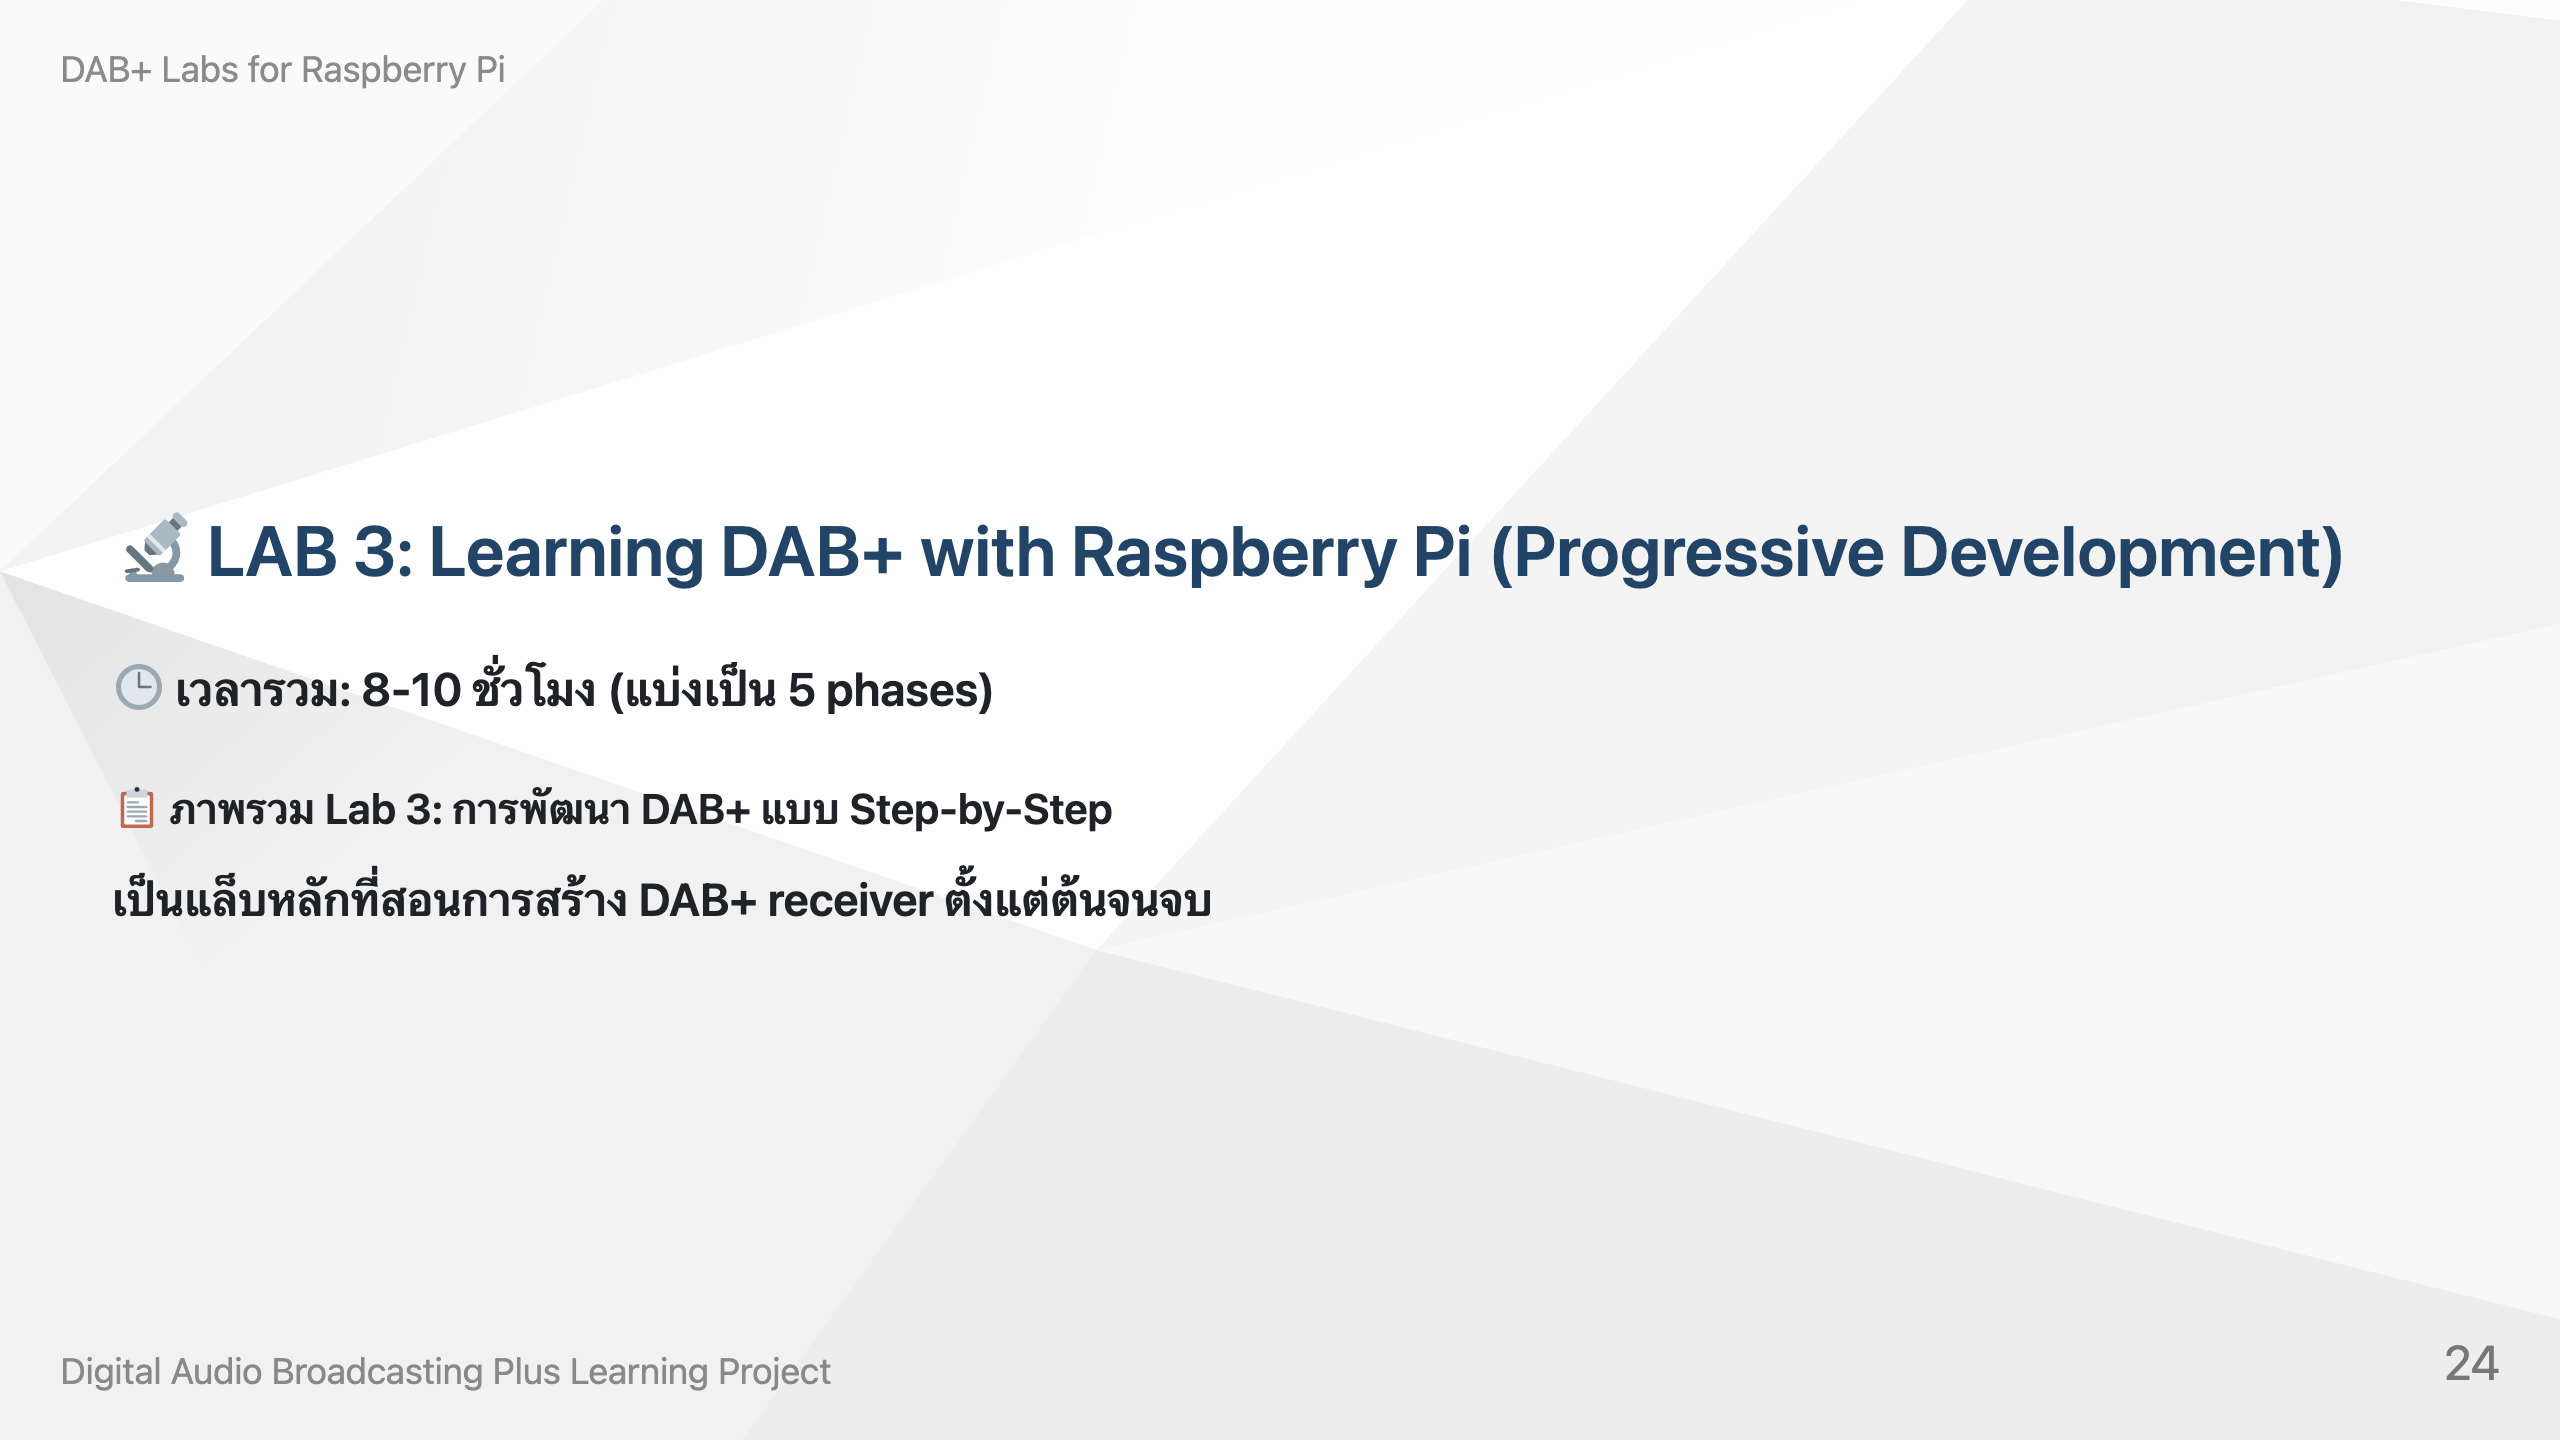 DAB+ Labs for Raspberry Pi
🔬 LAB 3: Learning DAB+ with Raspberry Pi (Progressive Development)
🕒 เวลารวม: 8-10 ชั่วโมง (แบ่งเป็น 5 phases)
📋 ภาพรวม Lab 3: การพัฒนา DAB+ แบบ Step-by-Step
เป็นแล็บหลักที่สอนการสร้าง DAB+ receiver ตั้งแต่ต้นจนจบ
Digital Audio Broadcasting Plus Learning Project
24